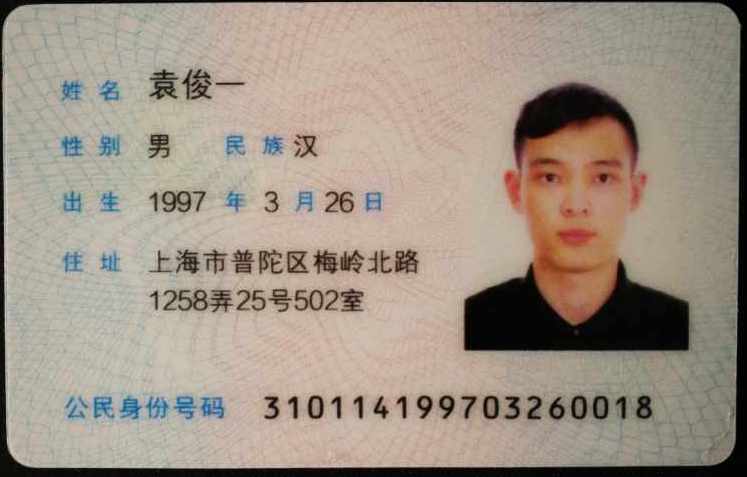 姓名 袁俊一
性别 男 民族 汉
出生 1997 年 3 月 26 日
住址 上海市普陀区梅岭北路
1258弄25号502室
公民身份号码 310114199703260018